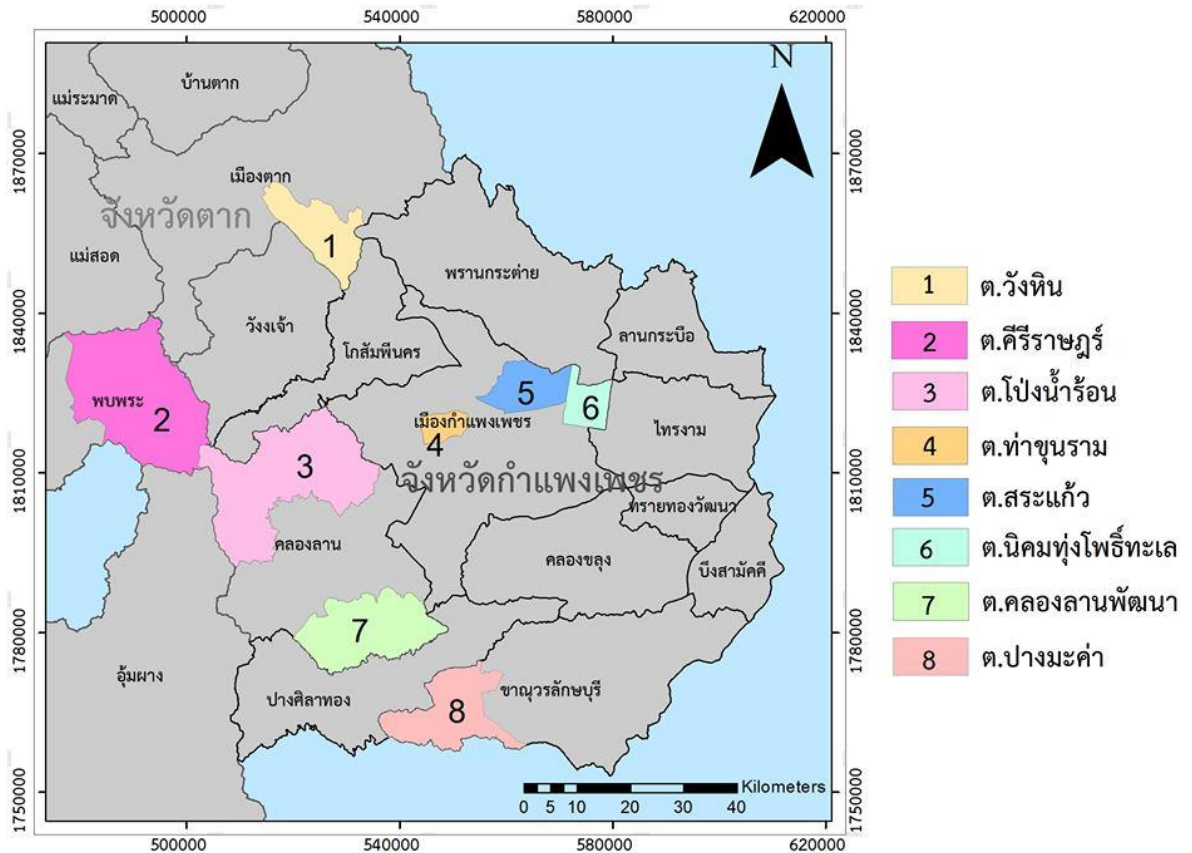 500000 540000 580000 620000
N
บ้านตาก
แม่ระมาด
1870000 1870000
เมืองตาก
จังหวัดตาก
แม่สอด
1
พรานกระต่าย
1 ต.วังหิน
วังงเจ้า
1840000 1840000
ลานกระบือ
2 ต.คีรีราษฎร์
โกสัมพีนคร
3 ต.โป่งน้ำร้อน
พบพระ
2
5
6
เมืองกำแพงเพชร
ไทรงาม
4
4 ต.ท่าขุนราม
3
จังหวัดกำแพงเพชร
1810000 1810000
5 ต.สระแก้ว
ทรายทองวัฒนา
คลองลาน
6 ต.นิคมทุ่งโพธิ์ทะเล
คลองขลุง
บึงสามัคคี
7 ต.คลองลานพัฒนา
7
1780000 1780000
8 ต.ปางมะค่า
อุ้มผาง
ปางศิลาทอง
ขาณุวรลักษบุรี
8
Kilometers
0 5 10 20 30 40
1750000 1750000
500000 540000 580000 620000